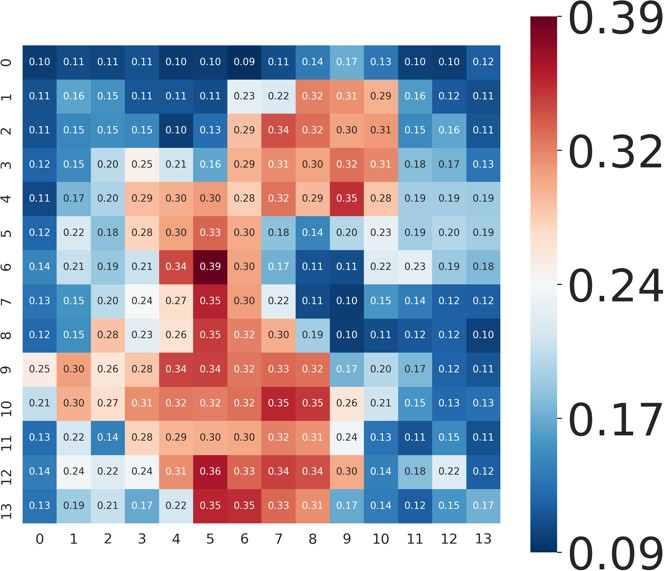 0 0.10 0.11 0.11 0.11 0.10 0.10 0.09 0.11 0.14 0.17 0.13 0.10 0.10 0.12
1 0.11 0.16 0.15 0.11 0.11 0.11 0.23 0.22 0.32 0.31 0.29 0.16 0.12 0.11
2 0.11 0.15 0.15 0.15 0.10 0.13 0.29 0.34 0.32 0.30 0.31 0.15 0.16 0.11
3 0.12 0.15 0.20 0.25 0.21 0.16 0.29 0.31 0.30 0.32 0.31 0.18 0.17 0.13
4 0.11 0.17 0.20 0.29 0.30 0.30 0.28 0.32 0.29 0.35 0.28 0.19 0.19 0.19
5 0.12 0.22 0.18 0.28 0.30 0.33 0.30 0.18 0.14 0.20 0.23 0.19 0.20 0.19
6 0.14 0.21 0.19 0.21 0.34 0.39 0.30 0.17 0.11 0.11 0.22 0.23 0.19 0.18
7 0.13 0.15 0.20 0.24 0.27 0.35 0.30 0.22 0.11 0.10 0.15 0.14 0.12 0.12
8 0.12 0.15 0.28 0.23 0.26 0.35 0.32 0.30 0.19 0.10 0.11 0.12 0.12 0.10
9 0.25 0.30 0.26 0.28 0.34 0.34 0.32 0.33 0.32 0.17 0.20 0.17 0.12 0.11
10 0.21 0.30 0.27 0.31 0.32 0.32 0.32 0.35 0.35 0.26 0.21 0.15 0.13 0.13
11 0.13 0.22 0.14 0.28 0.29 0.30 0.30 0.32 0.31 0.24 0.13 0.11 0.15 0.11
12 0.14 0.24 0.22 0.24 0.31 0.36 0.33 0.34 0.34 0.30 0.14 0.18 0.22 0.12
13 0.13 0.19 0.21 0.17 0.22 0.35 0.35 0.33 0.31 0.17 0.14 0.12 0.15 0.17
0 1 2 3 4 5 6 7 8 9 10 11 12 13
0.39
0.32
0.24
0.17
0.09